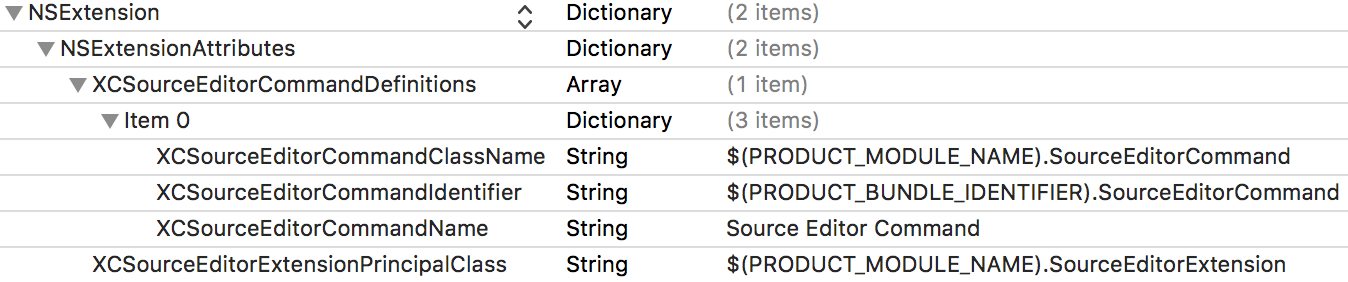 NSExtension Dictionary (2 items)
NSExtensionAttributes Dictionary (2 items)
XCSourceEditorCommandDefinitions Array (1 item)
Item 0 Dictionary (3 items)
XCSourceEditorCommandClassName String $(PRODUCT_MODULE_NAME).SourceEditorCommand
XCSourceEditorCommandIdentifier String $(PRODUCT_BUNDLE_IDENTIFIER).SourceEditorCommand
XCSourceEditorCommandName String Source Editor Command
XCSourceEditorExtensionPrincipalClass String $(PRODUCT_MODULE_NAME).SourceEditorExtension